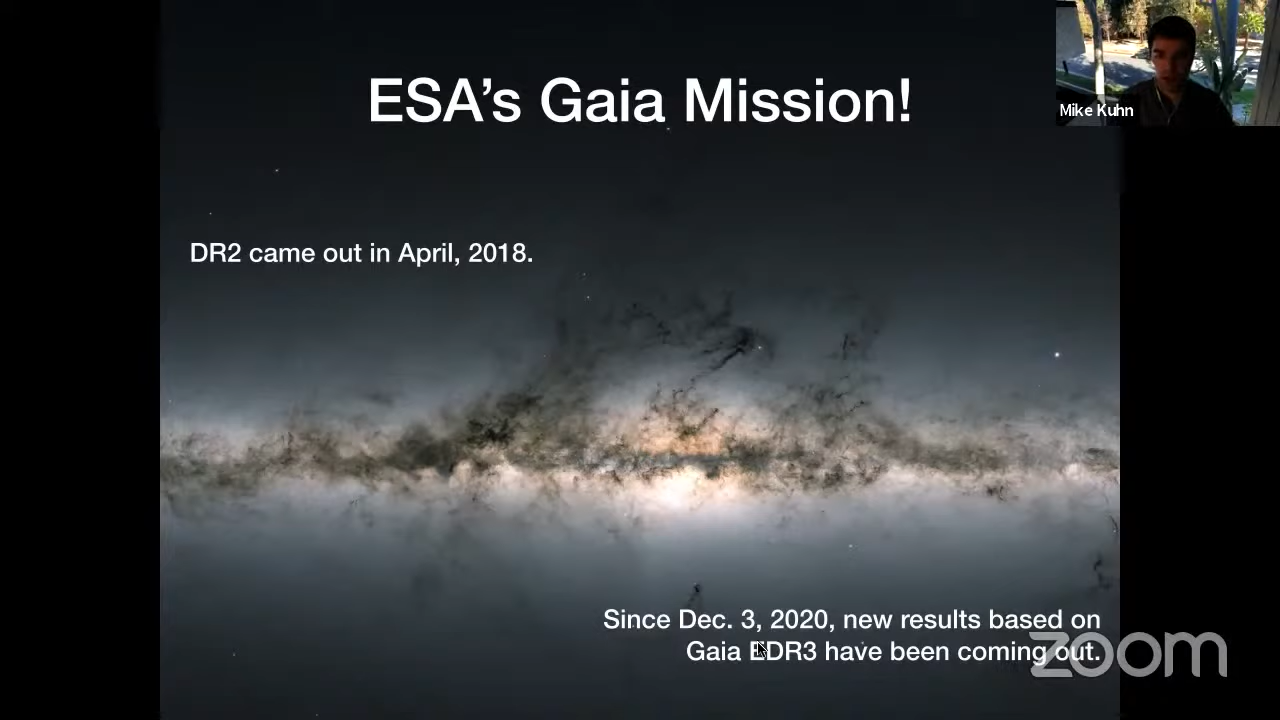 ESA’s Gaia Mission!
Mike Kuhn
DR2 came out in April, 2018.
Since Dec. 3, 2020, new results based on
Gaia EDR3 have been coming out.
zoom